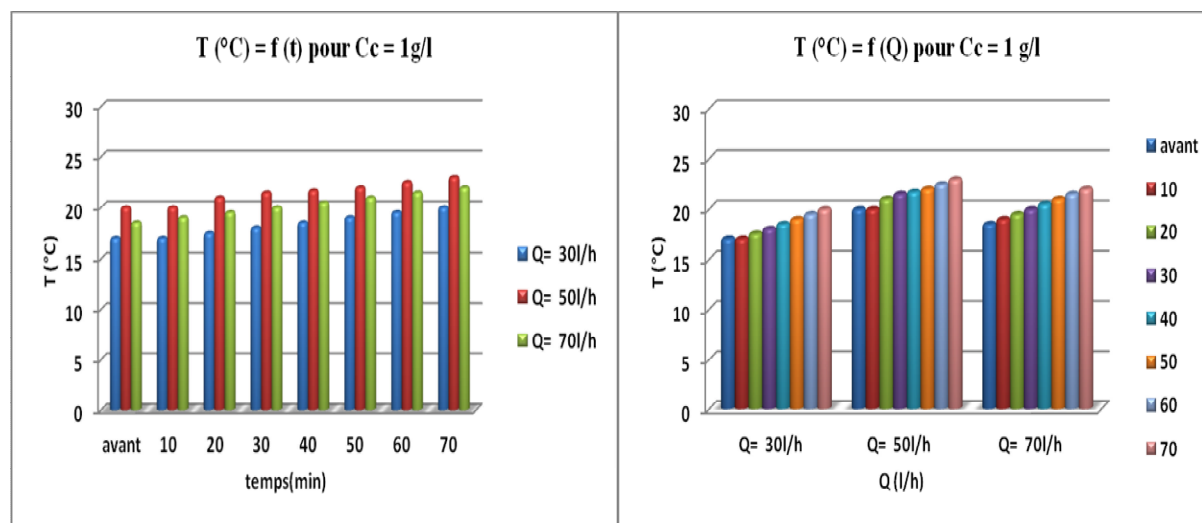 T (°C) = f (t) pour Cc = 1g/l
30
25
20
15
10
5
0
T (°C)
avant 10 20 30 40 50 60 70
temps(min)
Q= 30l/h
Q= 50l/h
Q= 70l/h
T (°C) = f (Q) pour Cc = 1 g/l
30
25
20
15
10
5
0
T (°C)
Q= 30l/h Q= 50l/h Q= 70l/h
Q (l/h)
avant
10
20
30
40
50
60
70